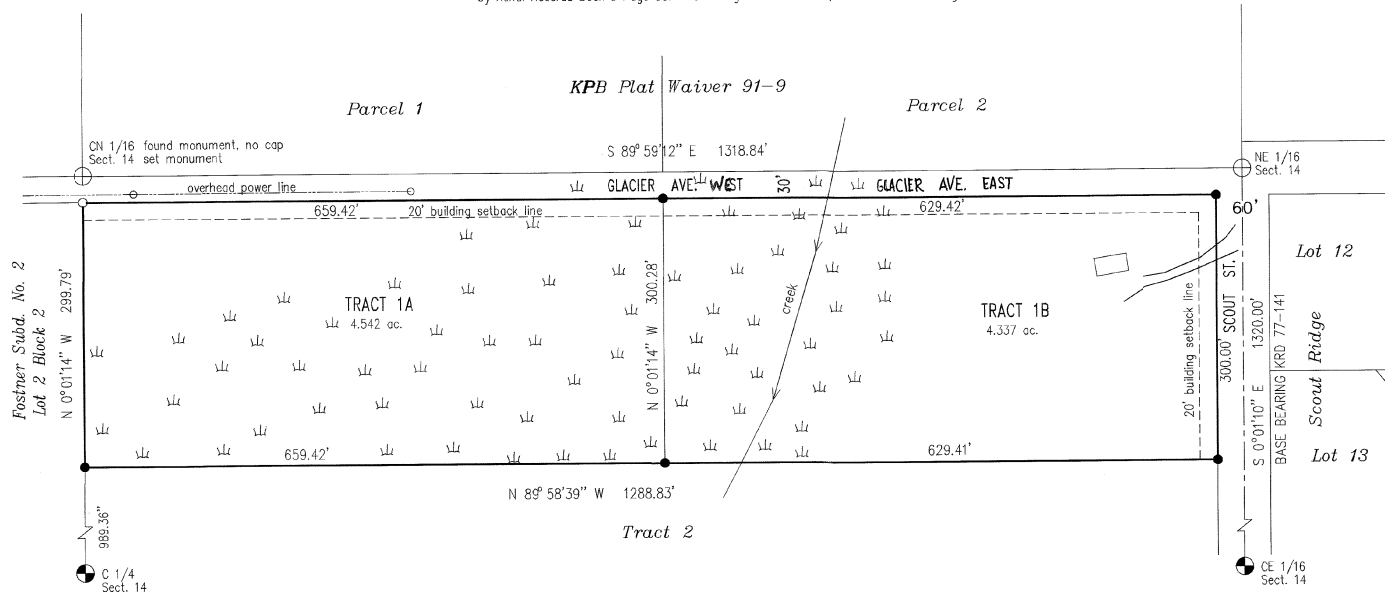 KPB Plat Waiver 91-9
Parcel 1
Parcel 2
CN 1/16 found monument, no cap
Sect. 14 set monument
S 89° 59'12" E 1318.84'
NE 1/16
Sect. 14
overhead power line
GLACIER AVE. WEST
30'
GLACIER AVE. EAST
659.42'
20' building setback line
629.42'
60'
Lot 12
Fostner Subd. No. 2
Lot 2 Block 2
N 0°01'14" W 299.79'
TRACT 1A
4.542 ac.
N 0°01'14" W 300.28'
creek
TRACT 1B
4.337 ac.
20' building setback line
300.00' SCOUT ST.
S 0°01'10" E 1320.00'
BASE BEARING KRD 77-141
Scout Ridge
Lot 13
659.42'
629.41'
N 89° 58'39" W 1288.83'
Tract 2
989.36"
C 1/4
Sect. 14
CE 1/16
Sect. 14